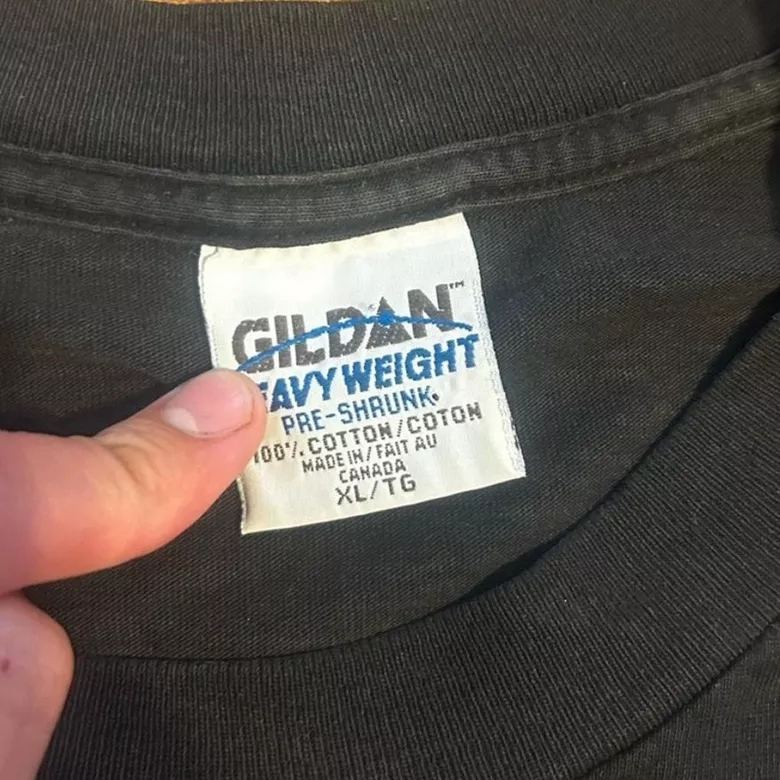 GILDAN™
EAVY WEIGHT
PRE-SHRUNK
100% COTTON/COTON
MADE IN/FAIT AU
CANADA
XL/TG